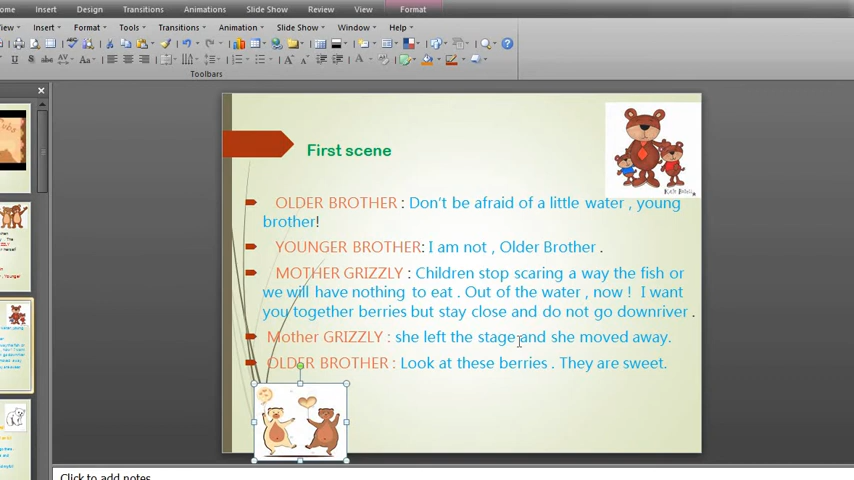 ome Insert Design Transitions Animations Slide Show Review View Format
iew Insert Format Tools Transitions Animation Slide Show Window Help
Toolbars
First scene
OLDER BROTHER : Don't be afraid of a little water , young
brother!
YOUNGER BROTHER: I am not , Older Brother .
MOTHER GRIZZLY : Children stop scaring a way the fish or
we will have nothing to eat . Out of the water , now ! I want
you together berries but stay close and do not go downriver .
Mother GRIZZLY : she left the stage and she moved away.
OLDER BROTHER : Look at these berries . They are sweet.
Click to add notes